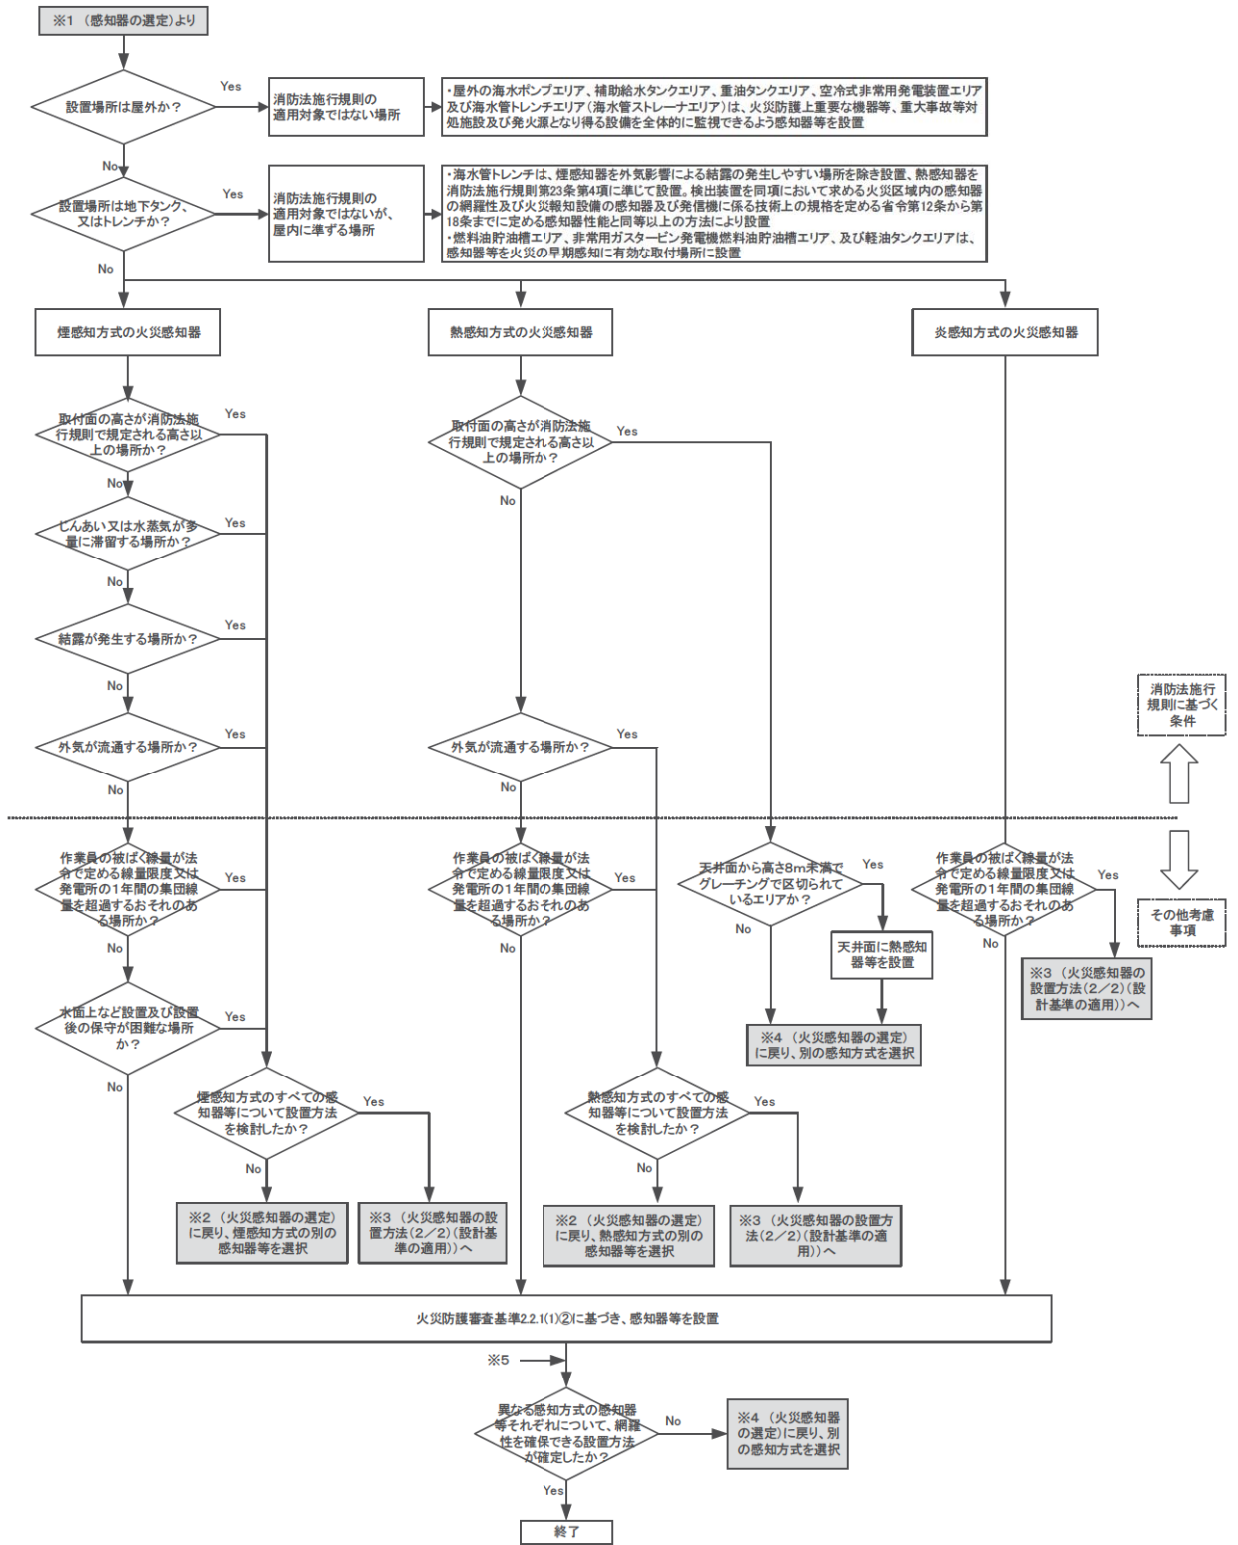 ※1 （感知器の選定）より
設置場所は屋外か？
Yes
消防法施行規則の
適用対象ではない場所
・屋外の海水ポンプエリア、補助給水タンクエリア、重油タンクエリア、空冷式非常用発電装置エリア
及び海水管トレンチエリア（海水管ストレーナエリア）は、火災防護上重要な機器等、重大事故等対
処施設及び発火源となり得る設備を全体的に監視できるよう感知器等を設置
No
設置場所は地下タンク、
又はトレンチか？
Yes
消防法施行規則の
適用対象ではないが、
屋内に準ずる場所
・海水管トレンチは、煙感知器を外気影響による結露の発生しやすい場所を除き設置、熱感知器を
消防法施行規則第23条第4項に準じて設置。検出装置を同項において求める火災区域内の感知器
の網羅性及び火災報知設備の感知器及び発信機に係る技術上の規格を定める省令第12条から第
18条までに定める感知器性能と同等以上の方法により設置
・燃料油貯油槽エリア、非常用ガスタービン発電機燃料油貯油槽エリア、及び軽油タンクエリアは、
感知器等を火災の早期感知に有効な取付場所に設置
No
煙感知方式の火災感知器
熱感知方式の火災感知器
炎感知方式の火災感知器
取付面の高さが消防法施
行規則で規定される高さ以
上の場所か？
Yes
No
取付面の高さが消防法施
行規則で規定される高さ以
上の場所か？
Yes
No
じんあい又は水蒸気が多
量に滞留する場所か？
Yes
No
結露が発生する場所か？
Yes
No
外気が流通する場所か？
Yes
No
外気が流通する場所か？
Yes
No
消防法施行
規則に基づく
条件
その他考慮
事項
作業員の被ばく線量が法
令で定める線量限度又は
発電所の1年間の集団線
量を超過するおそれのあ
る場所か？
Yes
No
作業員の被ばく線量が法
令で定める線量限度又は
発電所の1年間の集団線
量を超過するおそれのあ
る場所か？
Yes
No
天井面から高さ8m未満で
グレーチングで区切られて
いるエリアか？
Yes
No
天井面に熱感知
器等を設置
※4 （火災感知器の選定）
に戻り、別の感知方式を選択
作業員の被ばく線量が法
令で定める線量限度又は
発電所の1年間の集団線
量を超過するおそれのあ
る場所か？
Yes
No
※3 （火災感知器の
設置方法（2／2）（設
計基準の適用））へ
水面上など設置及び設置
後の保守が困難な場所
か？
Yes
No
煙感知方式のすべての感
知器等について設置方法
を検討したか？
Yes
No
熱感知方式のすべての感
知器等について設置方法
を検討したか？
Yes
No
※2 （火災感知器の選定）
に戻り、煙感知方式の別の
感知器等を選択
※3 （火災感知器の設
置方法（2／2）（設計基
準の適用））へ
※2 （火災感知器の選定）
に戻り、熱感知方式の別の
感知器等を選択
※3 （火災感知器の設置方
法（2／2）（設計基準の適
用））へ
火災防護審査基準2.2.1(1)②に基づき、感知器等を設置
※5
異なる感知方式の感知器
等それぞれについて、網羅
性を確保できる設置方法
が確定したか？
No
※4 （火災感知器
の選定）に戻り、別
の感知方式を選択
Yes
終了